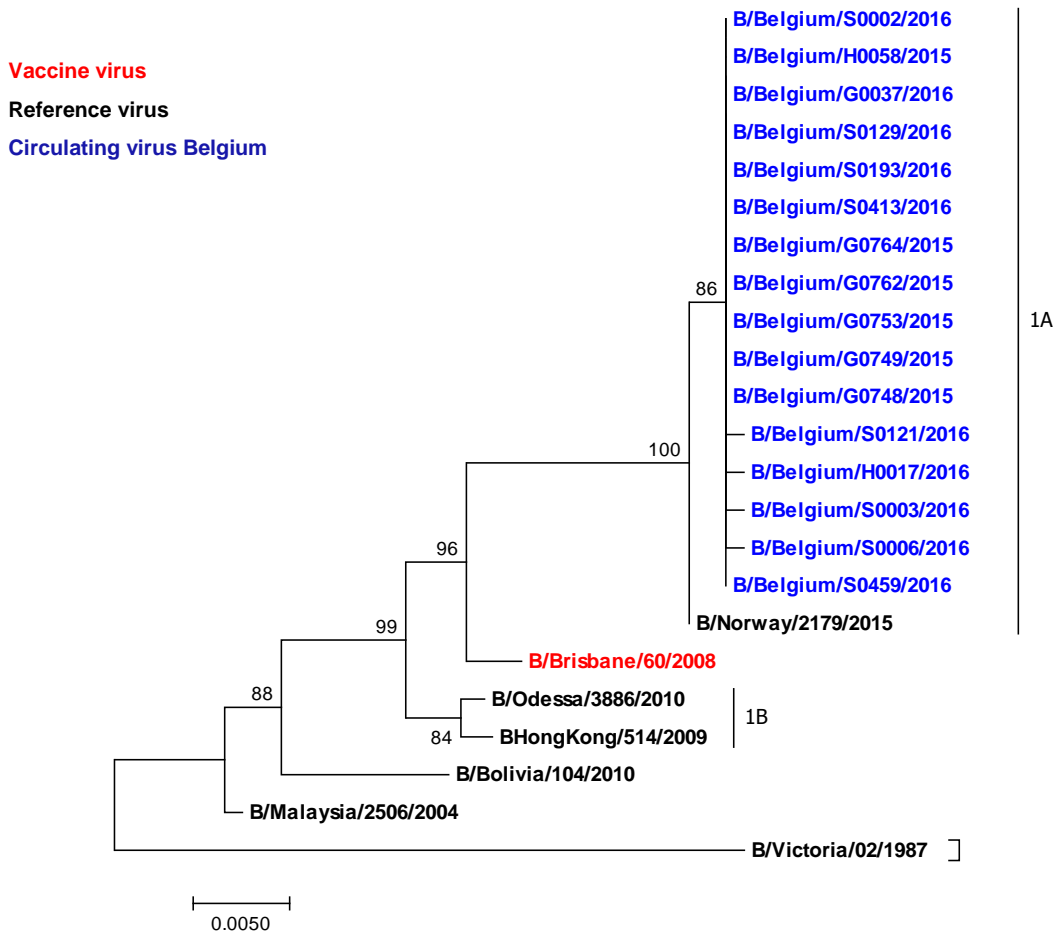 Vaccine virus
Reference virus
Circulating virus Belgium
B/Belgium/S0002/2016
B/Belgium/H0058/2015
B/Belgium/G0037/2016
B/Belgium/S0129/2016
B/Belgium/S0193/2016
B/Belgium/S0413/2016
B/Belgium/G0764/2015
B/Belgium/G0762/2015
86
B/Belgium/G0753/2015
1A
B/Belgium/G0749/2015
B/Belgium/G0748/2015
B/Belgium/S0121/2016
100
B/Belgium/H0017/2016
B/Belgium/S0003/2016
96
B/Belgium/S0006/2016
B/Belgium/S0459/2016
99
B/Norway/2179/2015
B/Brisbane/60/2008
88
B/Odessa/3886/2010
1B
84
BHongKong/514/2009
B/Bolivia/104/2010
B/Malaysia/2506/2004
B/Victoria/02/1987
0.0050